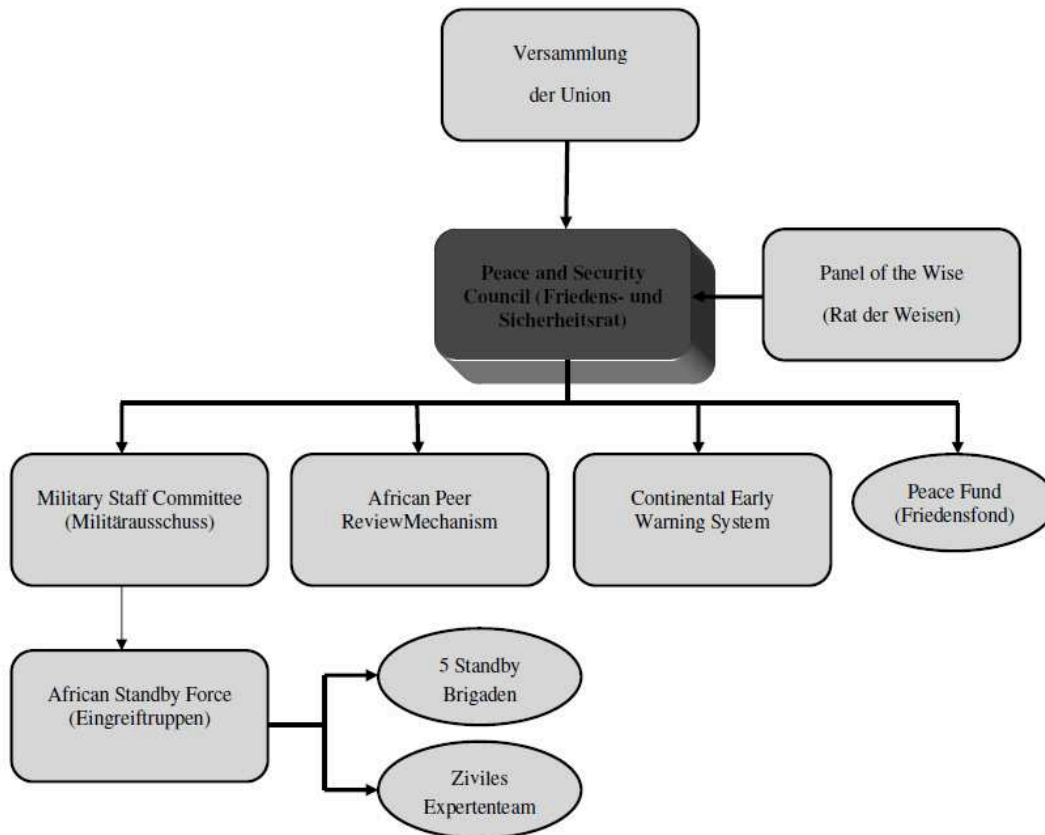 Versammlung
der Union
Peace and Security
Council (Friedens- und
Sicherheitsrat)
Panel of the Wise
(Rat der Weisen)
Military Staff Committee
(Militärausschuss)
African Peer
ReviewMechanism
Continental Early
Warning System
Peace Fund
(Friedensfond)
African Standby Force
(Eingreiftruppen)
5 Standby
Brigaden
Ziviles
Expertenteam